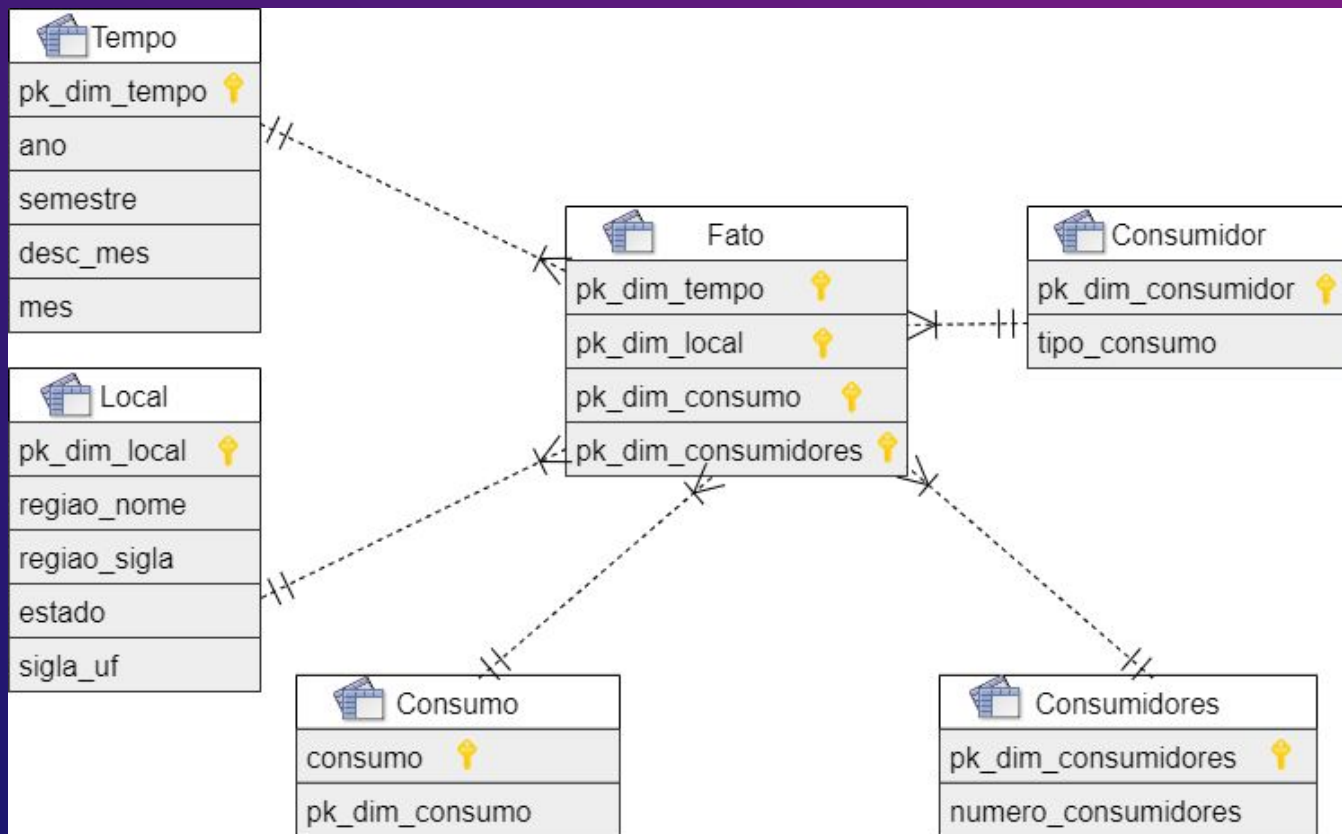 Tempo
pk_dim_tempo
ano
semestre
desc_mes
mes
Local
pk_dim_local
regiao_nome
regiao_sigla
estado
sigla_uf
Fato
pk_dim_tempo
pk_dim_local
pk_dim_consumo
pk_dim_consumidores
Consumidor
pk_dim_consumidor
tipo_consumo
Consumo
consumo
pk_dim_consumo
Consumidores
pk_dim_consumidores
numero_consumidores